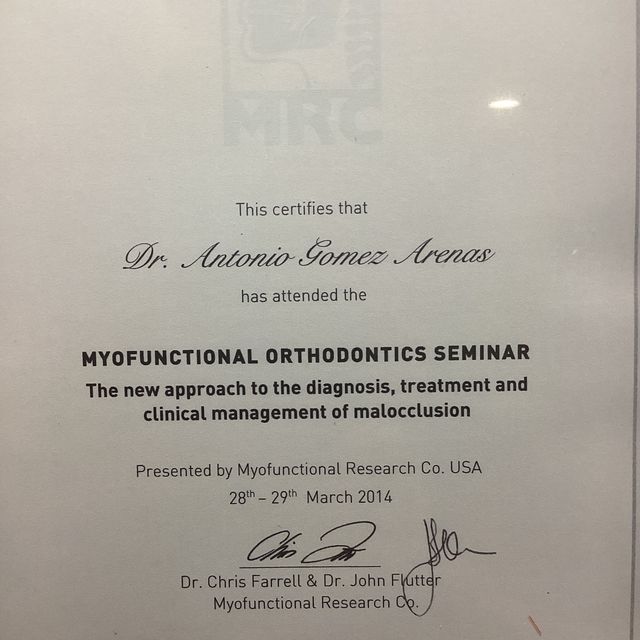 MRC
This certifies that
Dr. Antonio Gomez Arenas
has attended the
MYOFUNCTIONAL ORTHODONTICS SEMINAR
The new approach to the diagnosis, treatment and
clinical management of malocclusion
Presented by Myofunctional Research Co. USA
28th – 29th March 2014
Dr. Chris Farrell & Dr. John Flutter
Myofunctional Research Co.